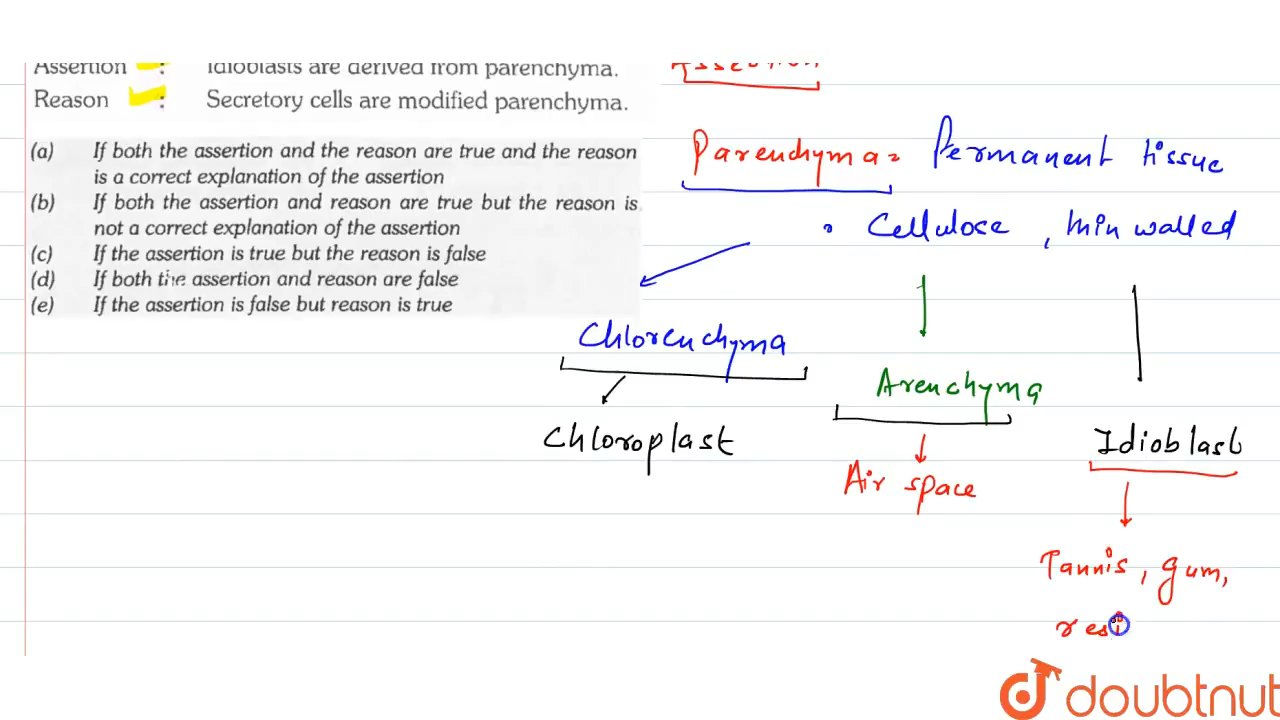 Assertion : Idioblasts are derived from parenchyma.
Reason : Secretory cells are modified parenchyma.
(a) If both the assertion and the reason are true and the reason
is a correct explanation of the assertion
(b) If both the assertion and reason are true but the reason is
not a correct explanation of the assertion
(c) If the assertion is true but the reason is false
(d) If both the assertion and reason are false
(e) If the assertion is false but reason is true
Assertion
Parenchyma = Permanent tissue
• Cellulose, thin walled
Chlorenchyma
Arenchyma
Chloroplast
Idioblast
Air space
Tannis, gum,
resi
doubtnut